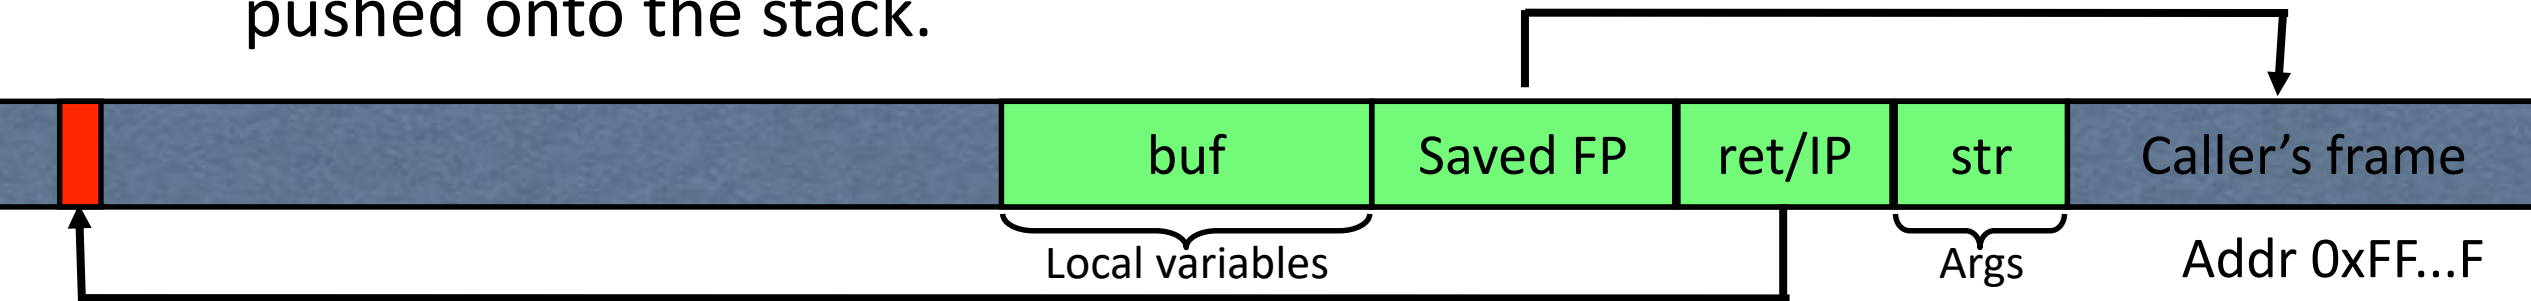 pushed onto the stack.
buf
Saved FP
ret/IP
str
Caller’s frame
Local variables
Args
Addr 0xFF...F